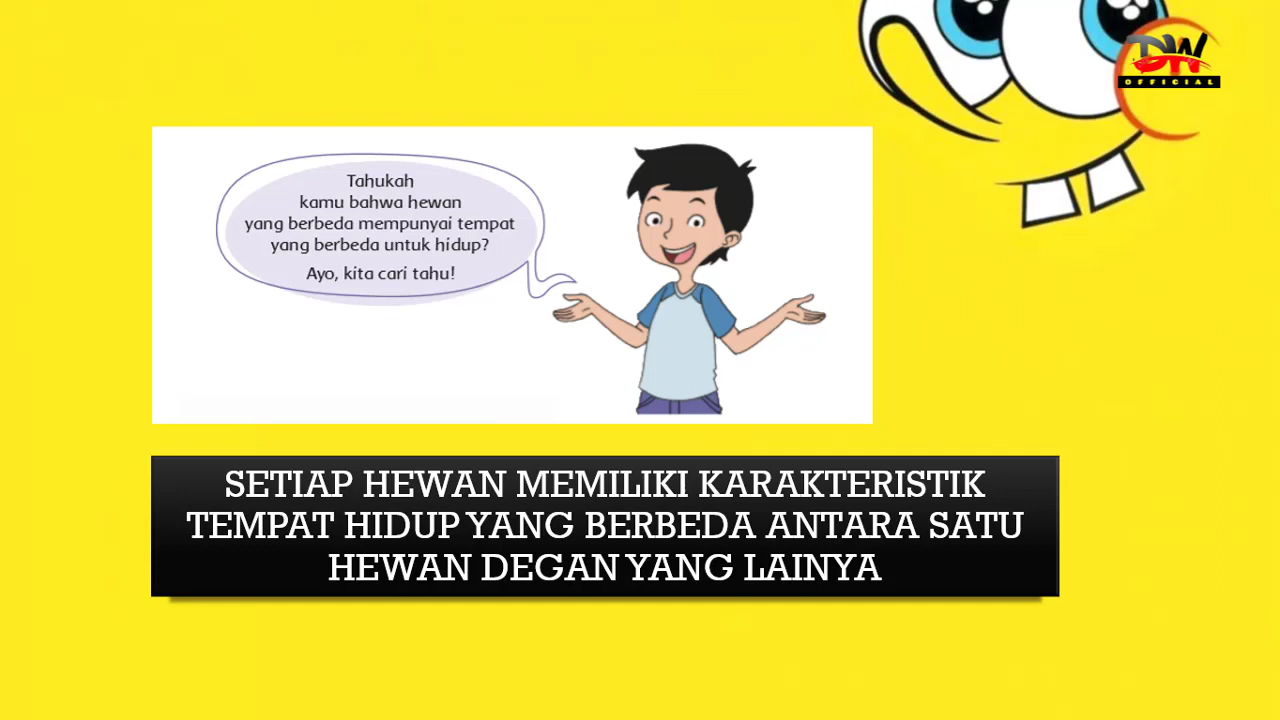 DW
OFFICIAL
Tahukah
kamu bahwa hewan
yang berbeda mempunyai tempat
yang berbeda untuk hidup?
Ayo, kita cari tahu!
SETIAP HEWAN MEMILIKI KARAKTERISTIK
TEMPAT HIDUP YANG BERBEDA ANTARA SATU
HEWAN DEGAN YANG LAINYA